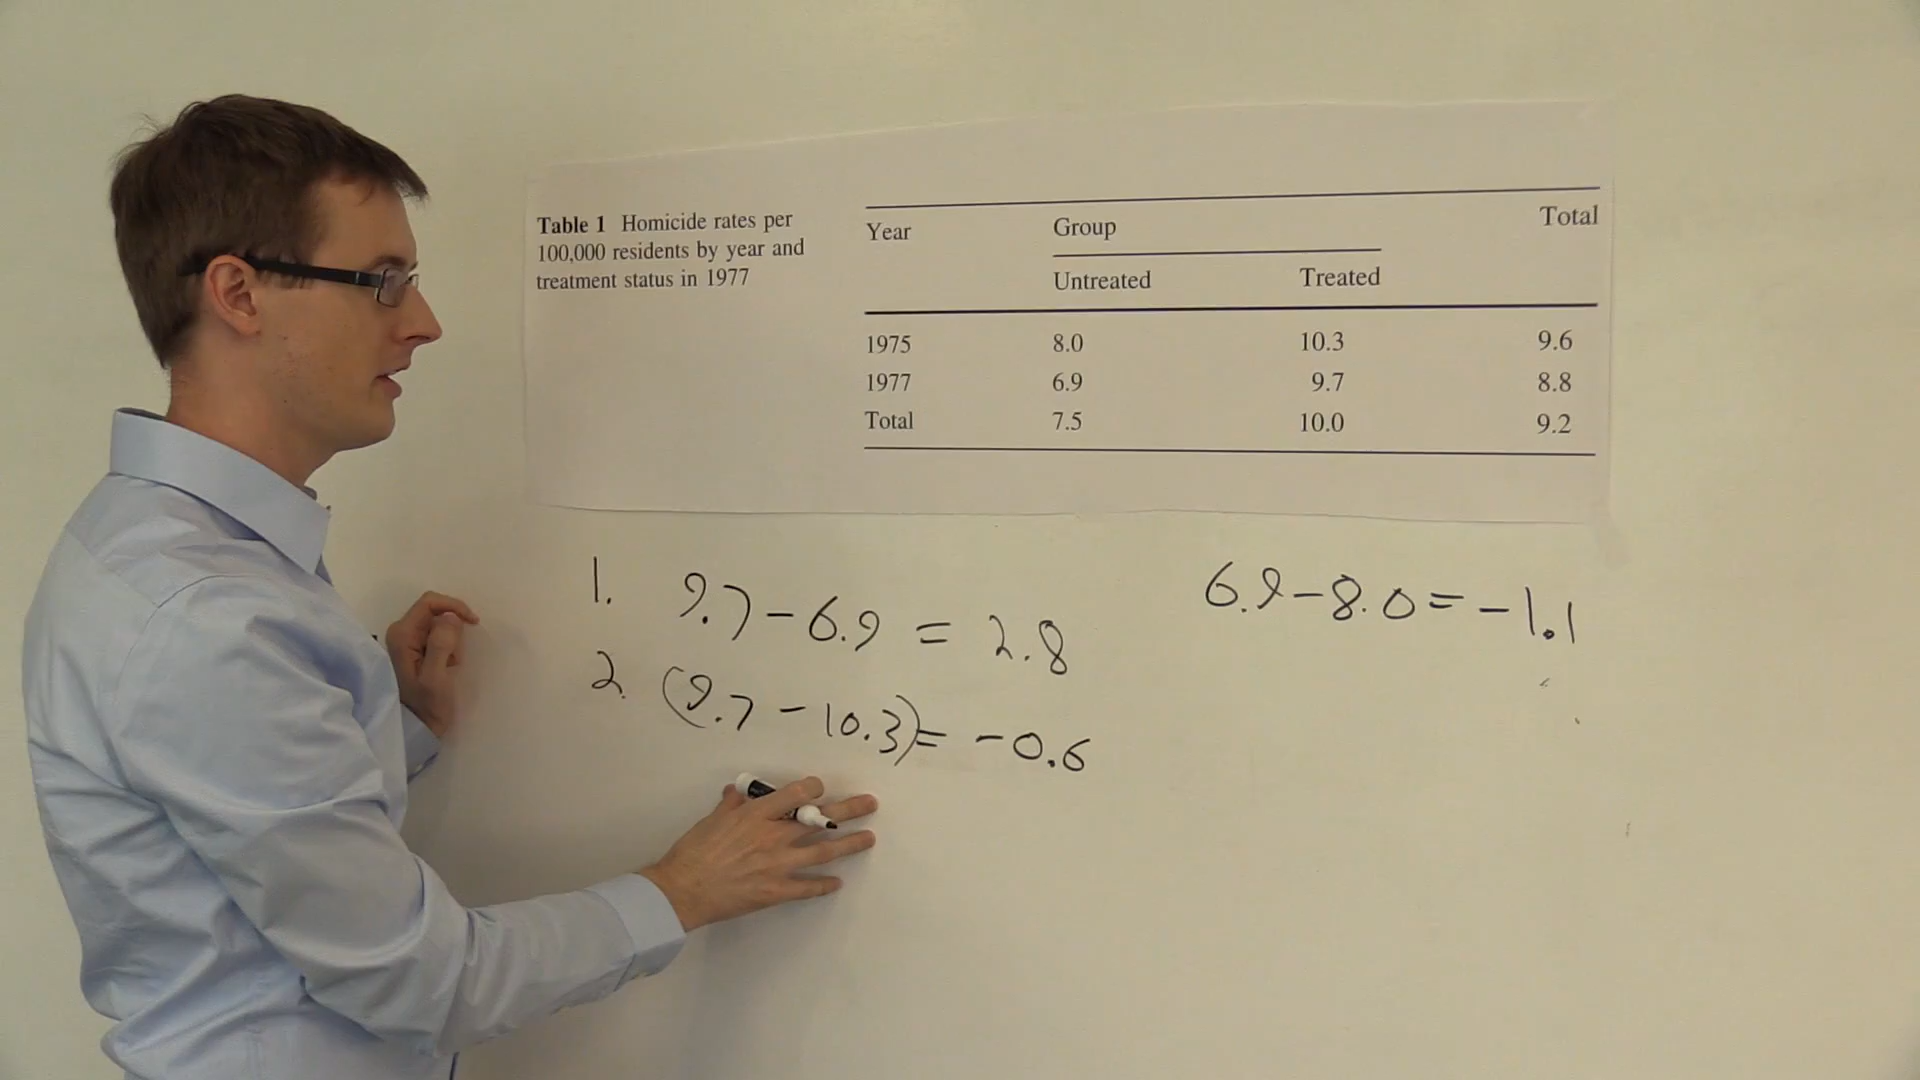 Table 1 Homicide rates per
100,000 residents by year and
treatment status in 1977
Year Group Total
Untreated Treated
1975 8.0 10.3 9.6
1977 6.9 9.7 8.8
Total 7.5 10.0 9.2
1. 9.7 - 6.9 = 2.8
6.9 - 8.0 = -1.1
2. (9.7 - 10.3) = -0.6